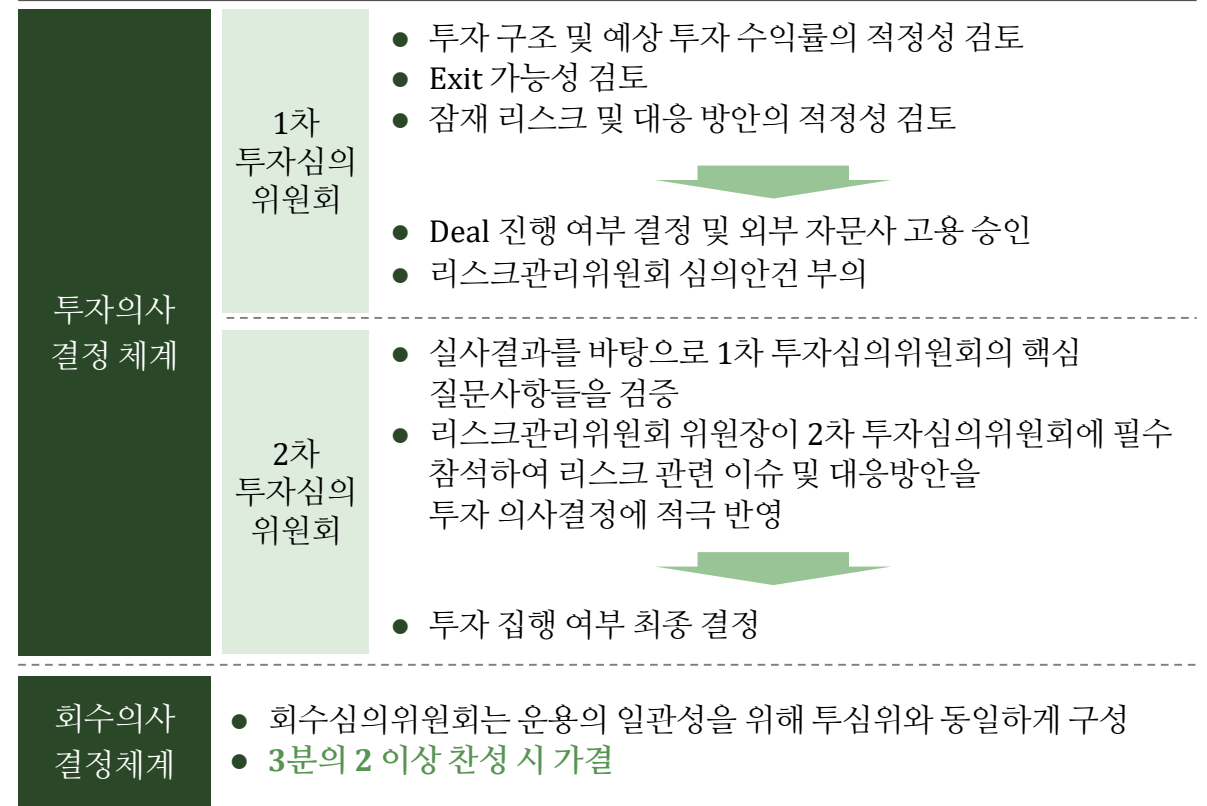 투자의사
결정 체계
1차
투자심의
위원회
● 투자 구조 및 예상 투자 수익률의 적정성 검토
● Exit 가능성 검토
● 잠재 리스크 및 대응 방안의 적정성 검토
● Deal 진행 여부 결정 및 외부 자문사 고용 승인
● 리스크관리위원회 심의안건 부의
2차
투자심의
위원회
● 실사결과를 바탕으로 1차 투자심의위원회의 핵심
질문사항들을 검증
● 리스크관리위원회 위원장이 2차 투자심의위원회에 필수
참석하여 리스크 관련 이슈 및 대응방안을
투자 의사결정에 적극 반영
● 투자 집행 여부 최종 결정
회수의사
결정체계
● 회수심의위원회는 운용의 일관성을 위해 투심위와 동일하게 구성
● 3분의 2 이상 찬성 시 가결